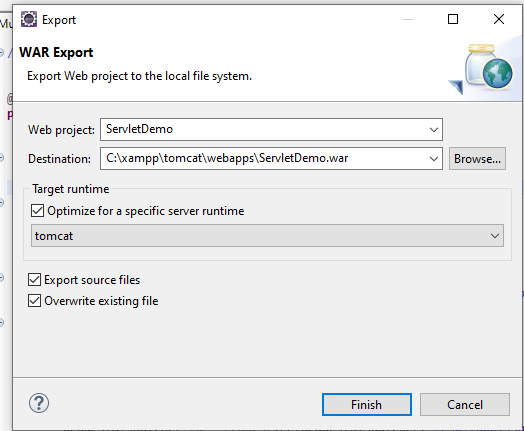 Mu
Export
WAR Export
Export Web project to the local file system.
Web project: ServletDemo
Destination: C:\xampp\tomcat\webapps\ServletDemo.war Browse...
Target runtime
Optimize for a specific server runtime
tomcat
Export source files
Overwrite existing file
? Finish Cancel